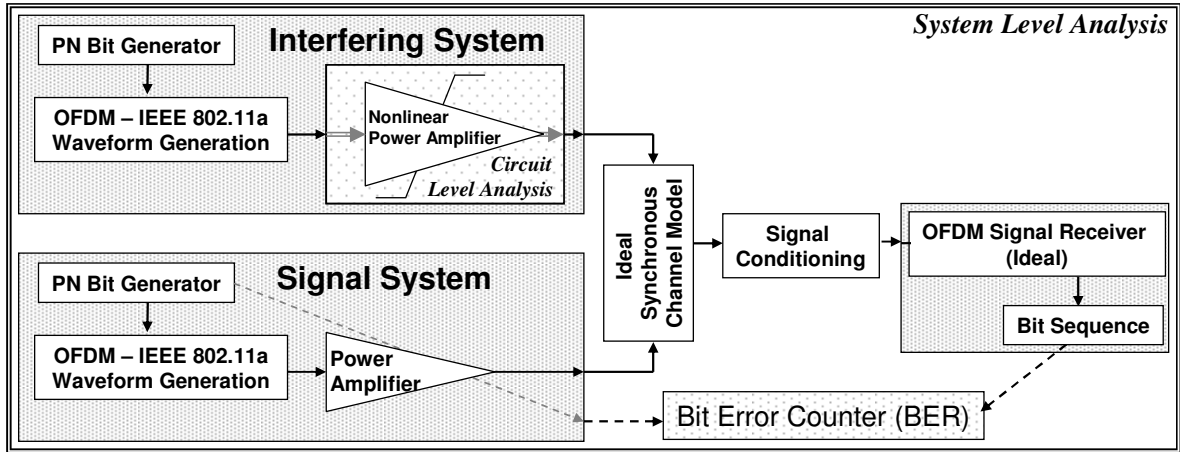 System Level Analysis
Interfering System
PN Bit Generator
OFDM – IEEE 802.11a
Waveform Generation
Nonlinear
Power Amplifier
Circuit
Level Analysis
Signal System
PN Bit Generator
OFDM – IEEE 802.11a
Waveform Generation
Power
Amplifier
Ideal
Synchronous
Channel Model
Signal
Conditioning
OFDM Signal Receiver
(Ideal)
Bit Sequence
Bit Error Counter (BER)